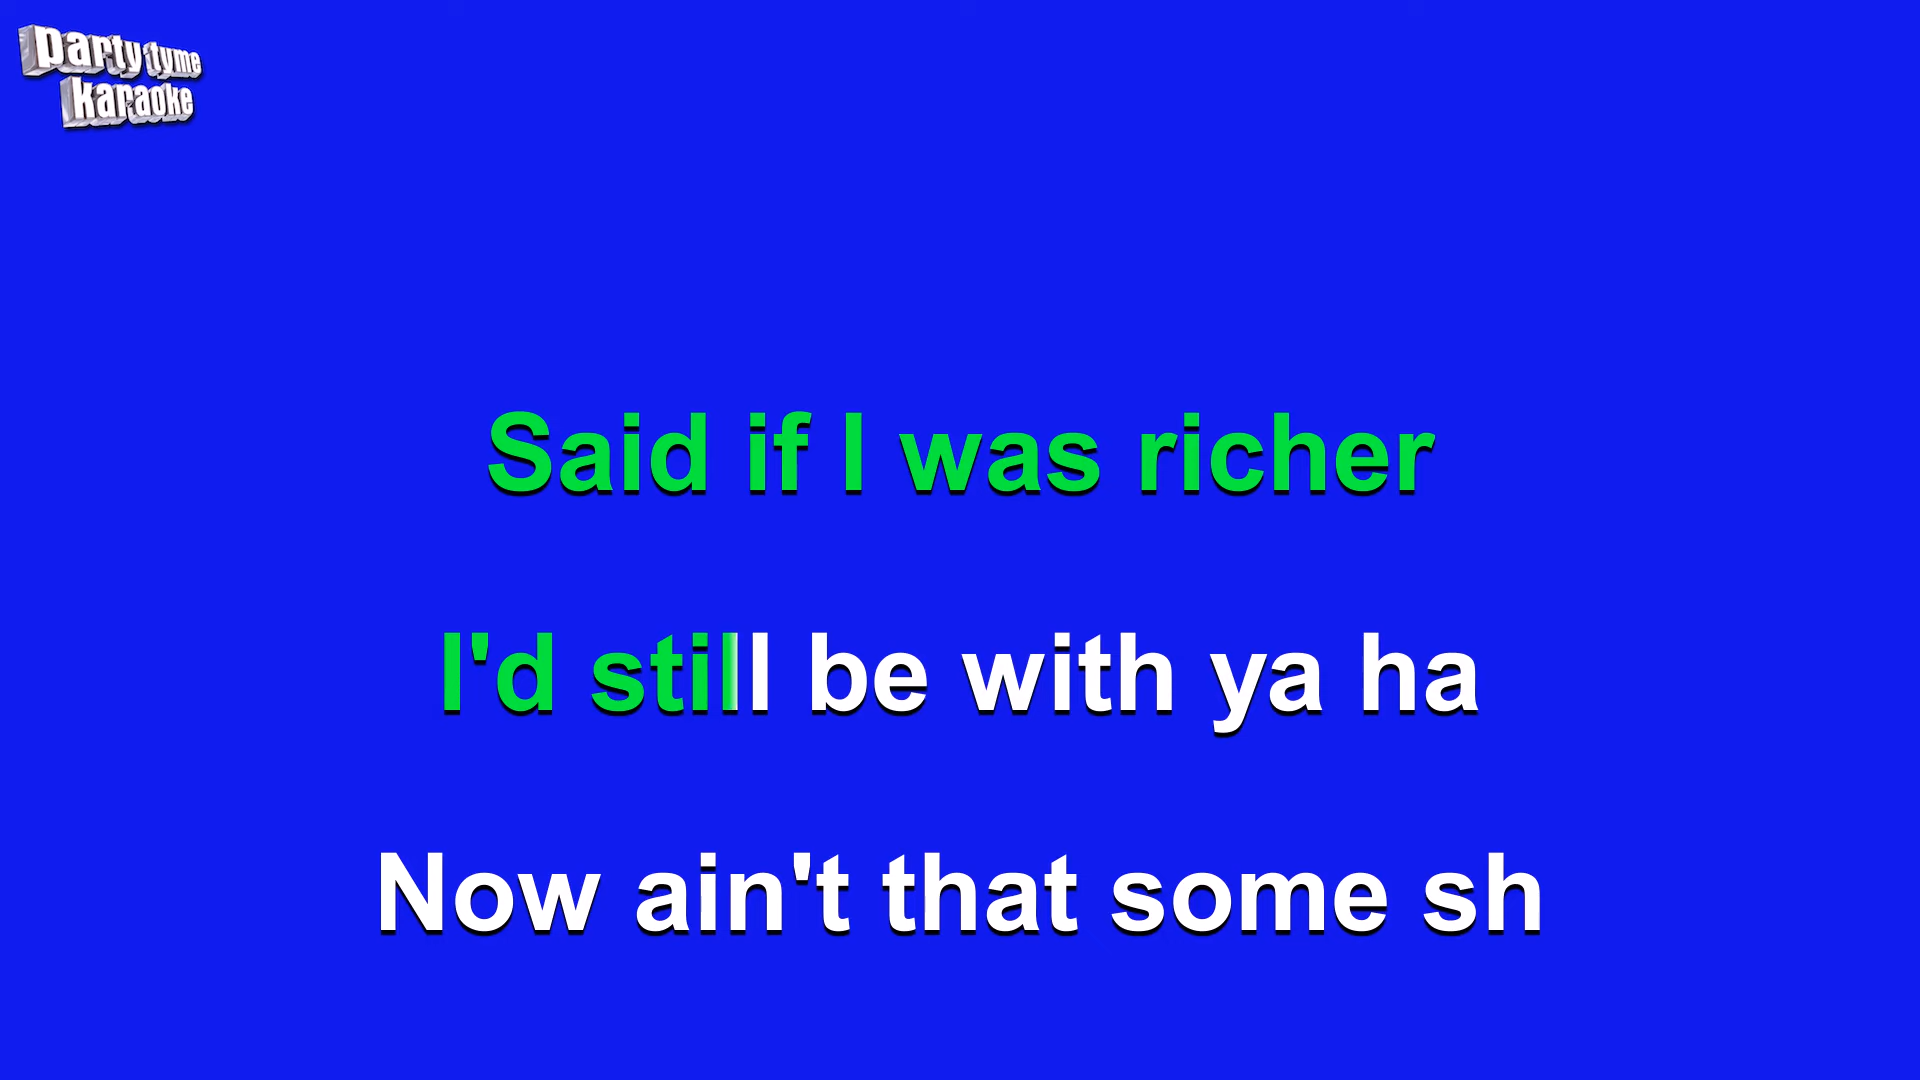 party tyme
karaoke
Said if I was richer
I'd still be with ya ha
Now ain't that some sh